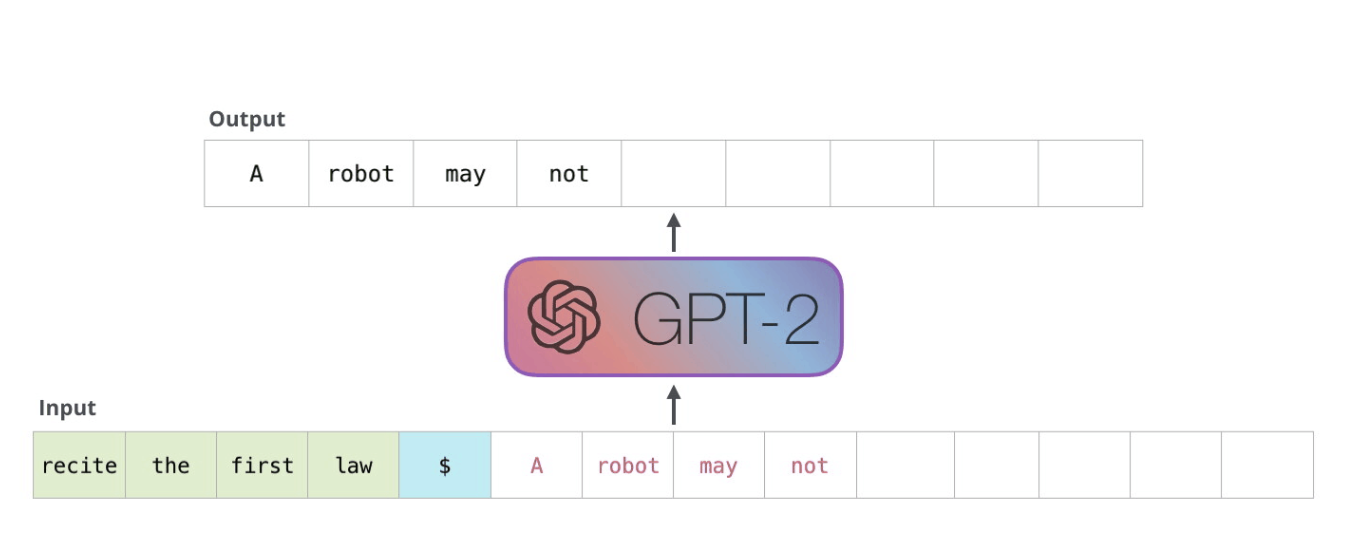 Output
A robot may not
GPT-2
Input
recite the first law $ A robot may not